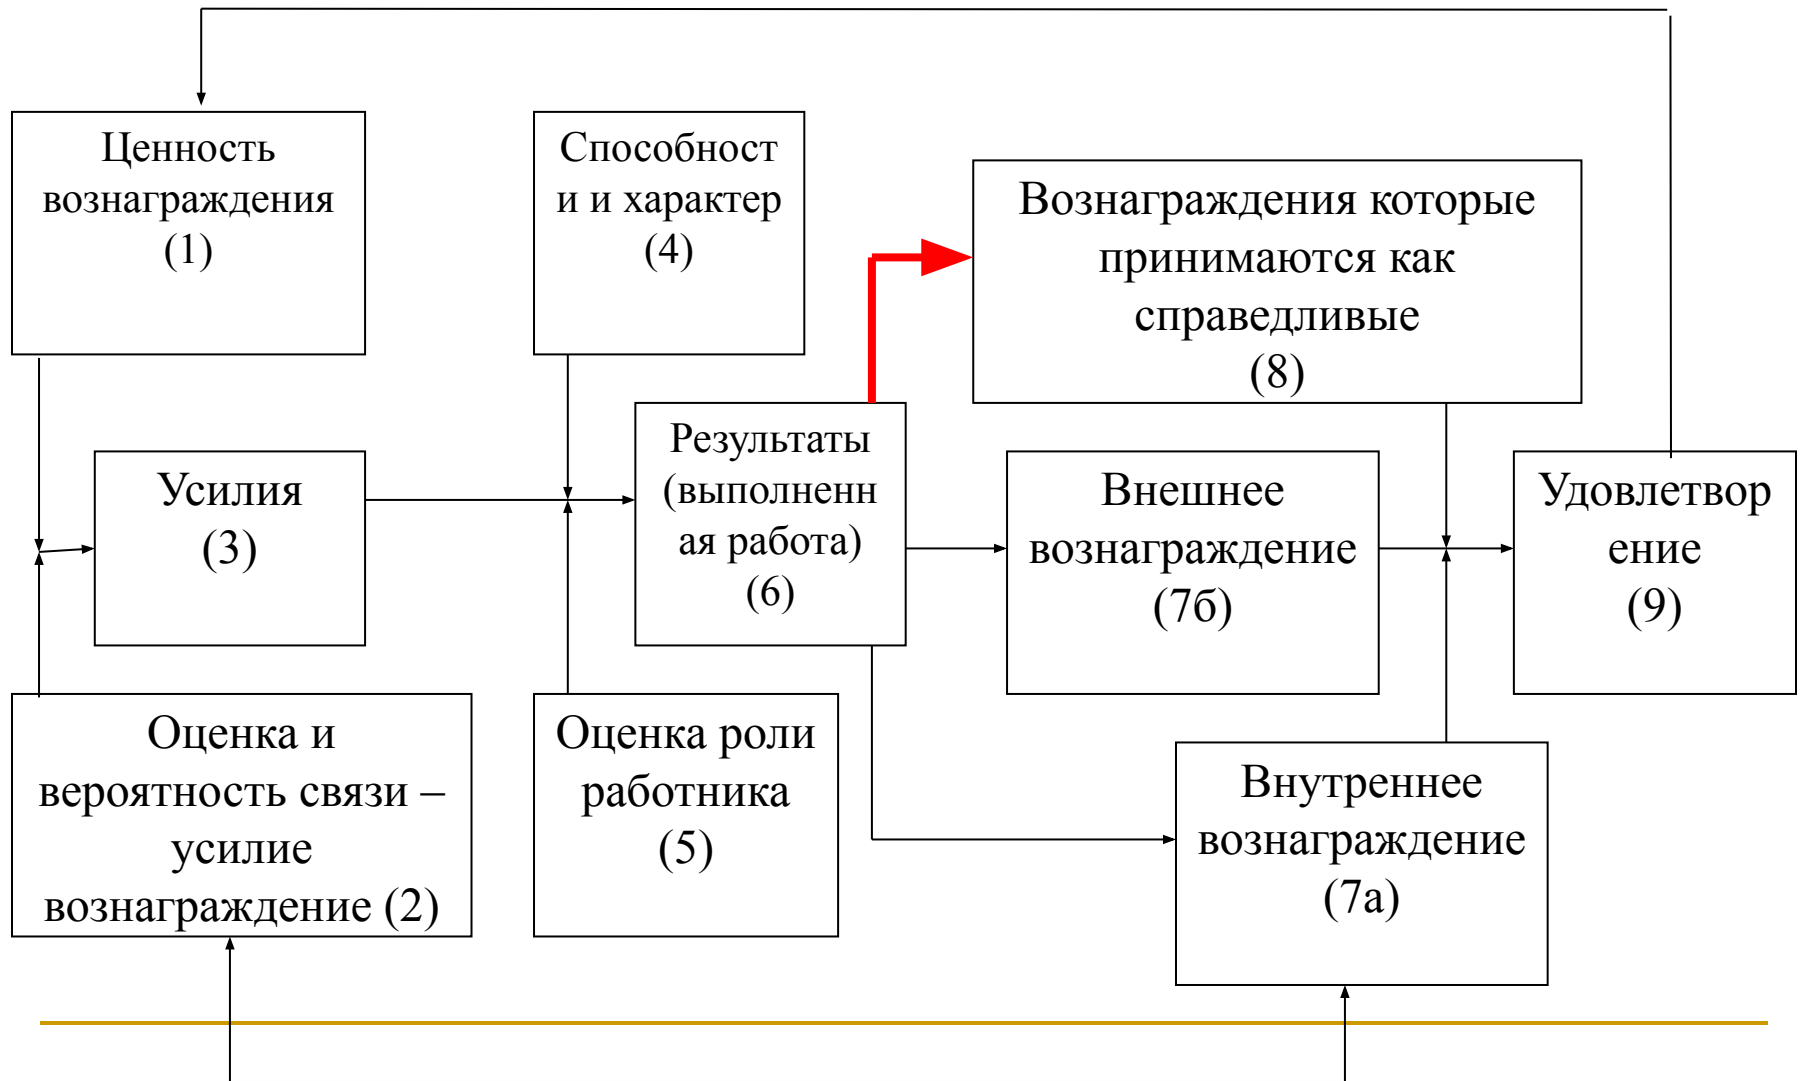 Ценность
вознаграждения
(1)
Способност
и и характер
(4)
Вознаграждения которые
принимаются как
справедливые
(8)
Усилия
(3)
Результаты
(выполненн
ая работа)
(6)
Внешнее
вознаграждение
(7б)
Удовлетвор
ение
(9)
Оценка и
вероятность связи –
усилие
вознаграждение (2)
Оценка роли
работника
(5)
Внутреннее
вознаграждение
(7а)